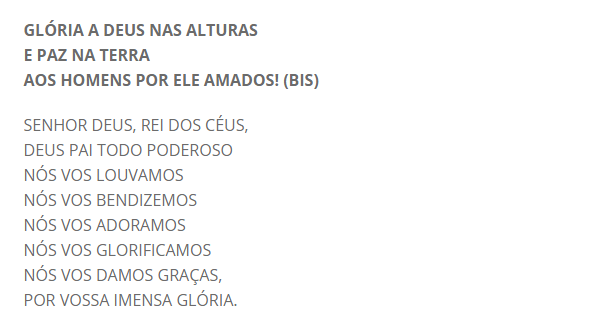 GLÓRIA A DEUS NAS ALTURAS
E PAZ NA TERRA
AOS HOMENS POR ELE AMADOS! (BIS)
SENHOR DEUS, REI DOS CÉUS,
DEUS PAI TODO PODEROSO
NÓS VOS LOUVAMOS
NÓS VOS BENDIZEMOS
NÓS VOS ADORAMOS
NÓS VOS GLORIFICAMOS
NÓS VOS DAMOS GRAÇAS,
POR VOSSA IMENSA GLÓRIA.